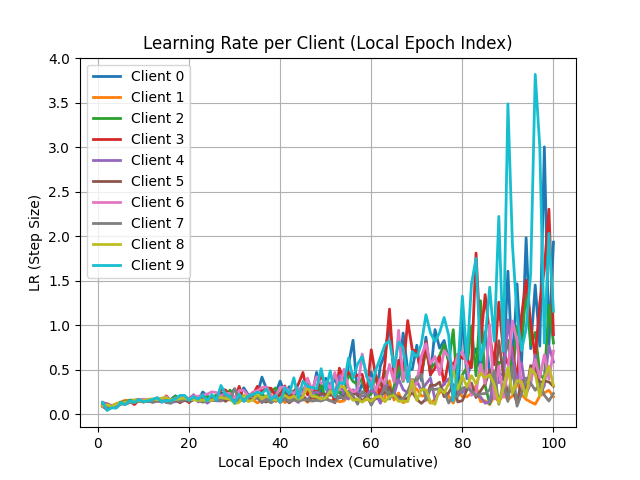 Learning Rate per Client (Local Epoch Index)
LR (Step Size)
4.0
3.5
3.0
2.5
2.0
1.5
1.0
0.5
0.0
Client 0
Client 1
Client 2
Client 3
Client 4
Client 5
Client 6
Client 7
Client 8
Client 9
0 20 40 60 80 100
Local Epoch Index (Cumulative)